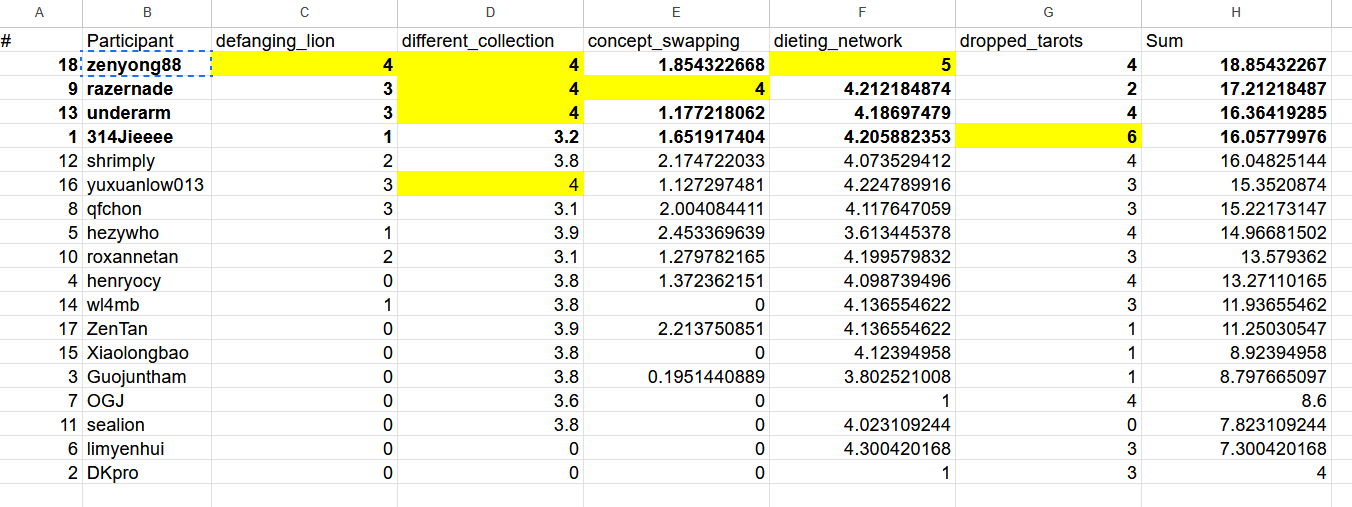 A B C D E F G H
# Participant defanging_lion different_collection concept_swapping dieting_network dropped_tarots Sum
18 zenyong88 4 4 1.854322668 5 4 18.85432267
9 razernade 3 4 4 4.212184874 2 17.21218487
13 underarm 3 4 1.177218062 4.18697479 4 16.36419285
1 314Jieeee 1 3.2 1.651917404 4.205882353 6 16.05779976
12 shrimply 2 3.8 2.174722033 4.073529412 4 16.04825144
16 yuxuanlow013 3 4 1.127297481 4.224789916 3 15.3520874
8 qfchon 3 3.1 2.004084411 4.117647059 3 15.22173147
5 hezywho 1 3.9 2.453369639 3.613445378 4 14.96681502
10 roxannetan 2 3.1 1.279782165 4.199579832 3 13.579362
4 henryocy 0 3.8 1.372362151 4.098739496 4 13.27110165
14 wl4mb 1 3.8 0 4.136554622 3 11.93655462
17 ZenTan 0 3.9 2.213750851 4.136554622 1 11.25030547
15 Xiaolongbao 0 3.8 0 4.12394958 1 8.92394958
3 Guojuntham 0 3.8 0.1951440889 3.802521008 1 8.797665097
7 OGJ 0 3.6 0 1 4 8.6
11 sealion 0 3.8 0 4.023109244 0 7.823109244
6 limyenhui 0 0 0 4.300420168 3 7.300420168
2 DKpro 0 0 0 1 3 4